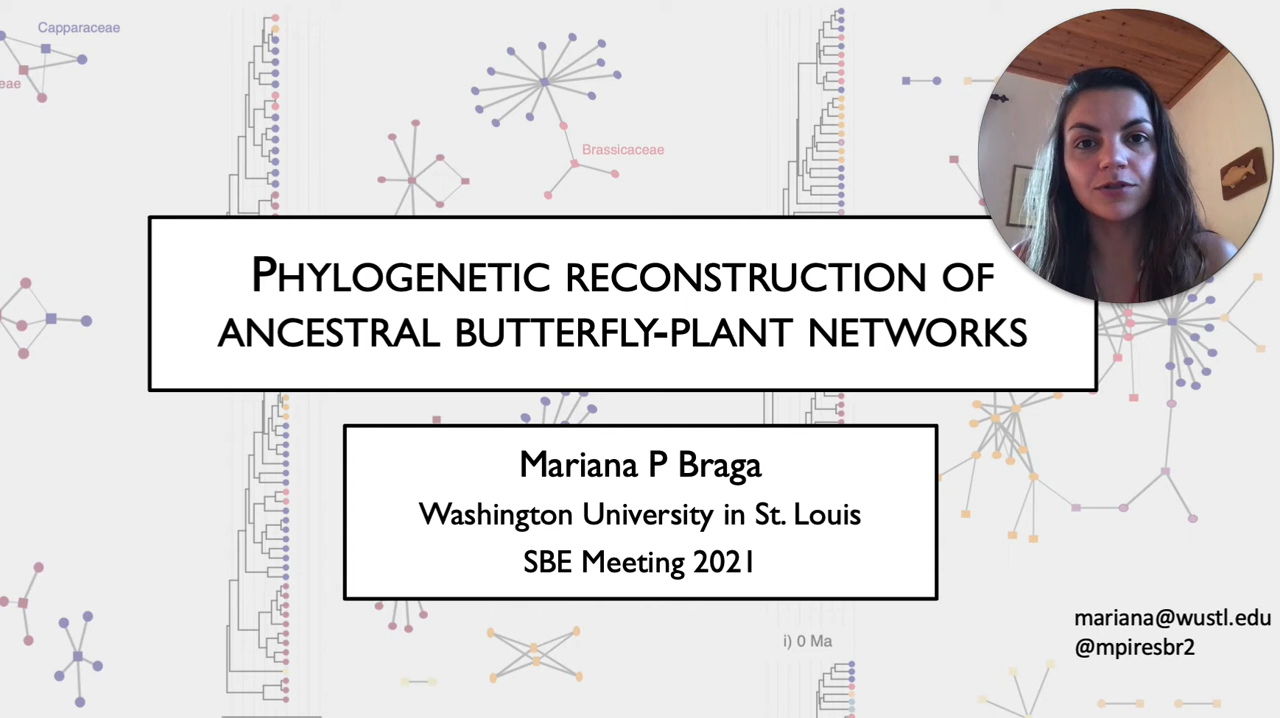 Capparaceae
eae
Brassicaceae
PHYLOGENETIC RECONSTRUCTION OF
ANCESTRAL BUTTERFLY-PLANT NETWORKS
Mariana P Braga
Washington University in St. Louis
SBE Meeting 2021
mariana@wustl.edu
@mpiresbr2
i) 0 Ma